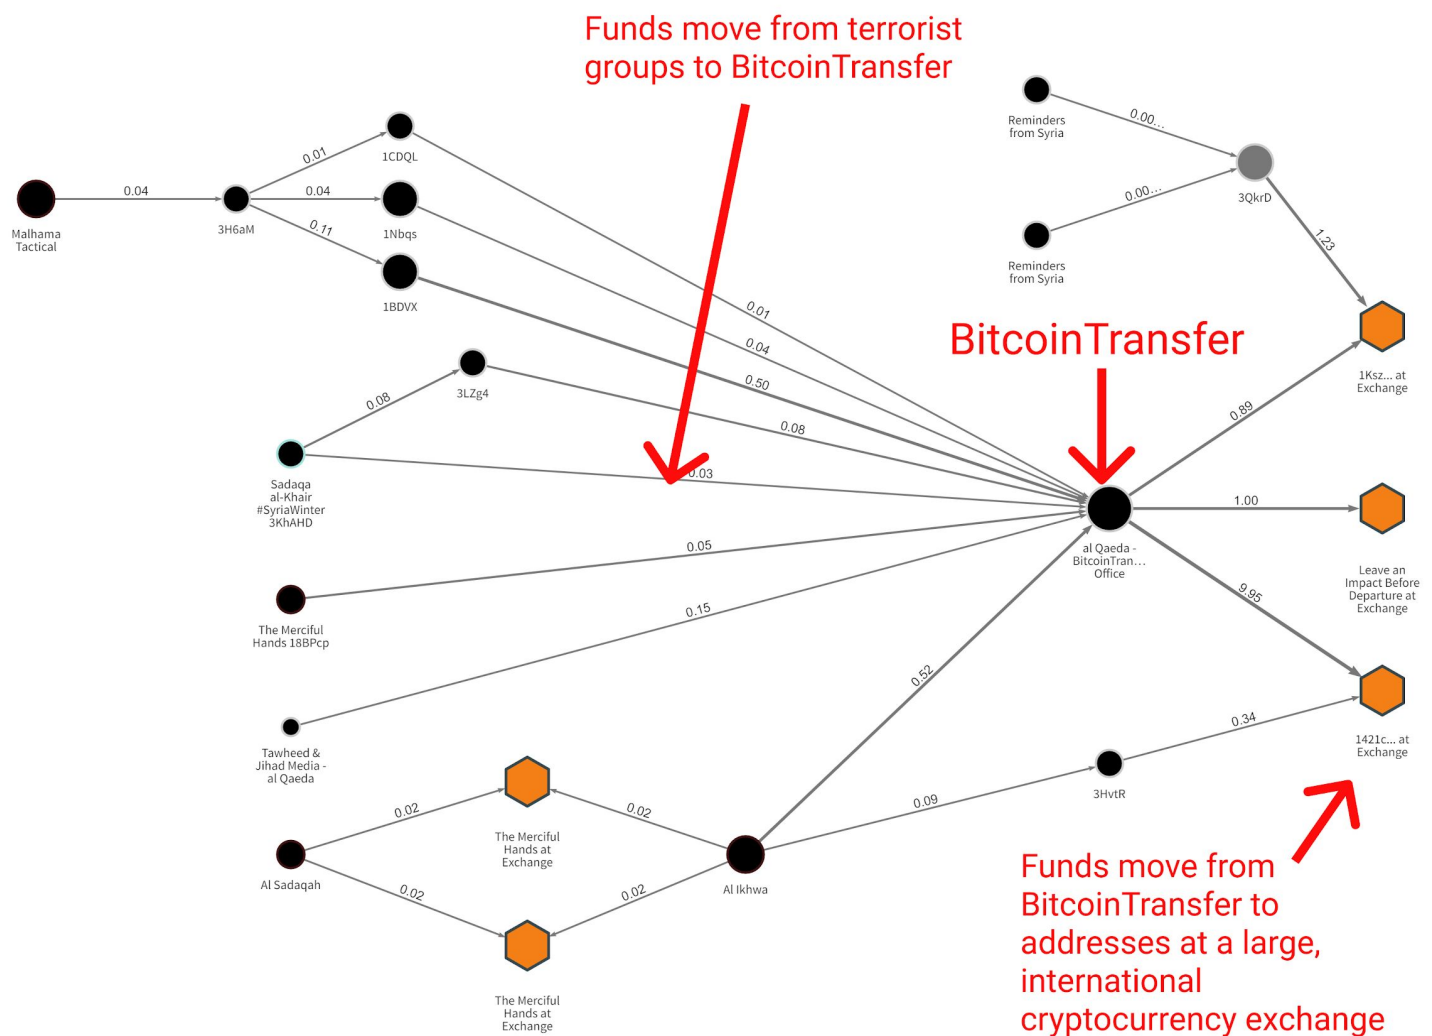 Funds move from terrorist
groups to BitcoinTransfer
Reminders
from Syria
0.00...
0.00...
3QkrD
Reminders
from Syria
1.23
1Ksz... at
Exchange
Malhama
Tactical
0.04
3H6aM
0.01
0.04
0.11
1CDQL
1Nbqs
1BDVX
0.01
0.04
0.50
BitcoinTransfer
0.08
3LZg4
0.08
Sadaqa
al-Khair
#SyriaWinter
3KhAHD
0.03
0.89
1.00
9.95
al Qaeda -
BitcoinTran...
Office
Leave an
Impact Before
Departure at
Exchange
The Merciful
Hands 18BPcp
0.05
Tawheed &
Jihad Media -
al Qaeda
0.15
0.52
1421c... at
Exchange
0.34
3HvtR
0.09
Al Sadaqah
0.02
0.02
The Merciful
Hands at
Exchange
0.02
0.02
Al Ikhwa
The Merciful
Hands at
Exchange
Funds move from
BitcoinTransfer to
addresses at a large,
international
cryptocurrency exchange